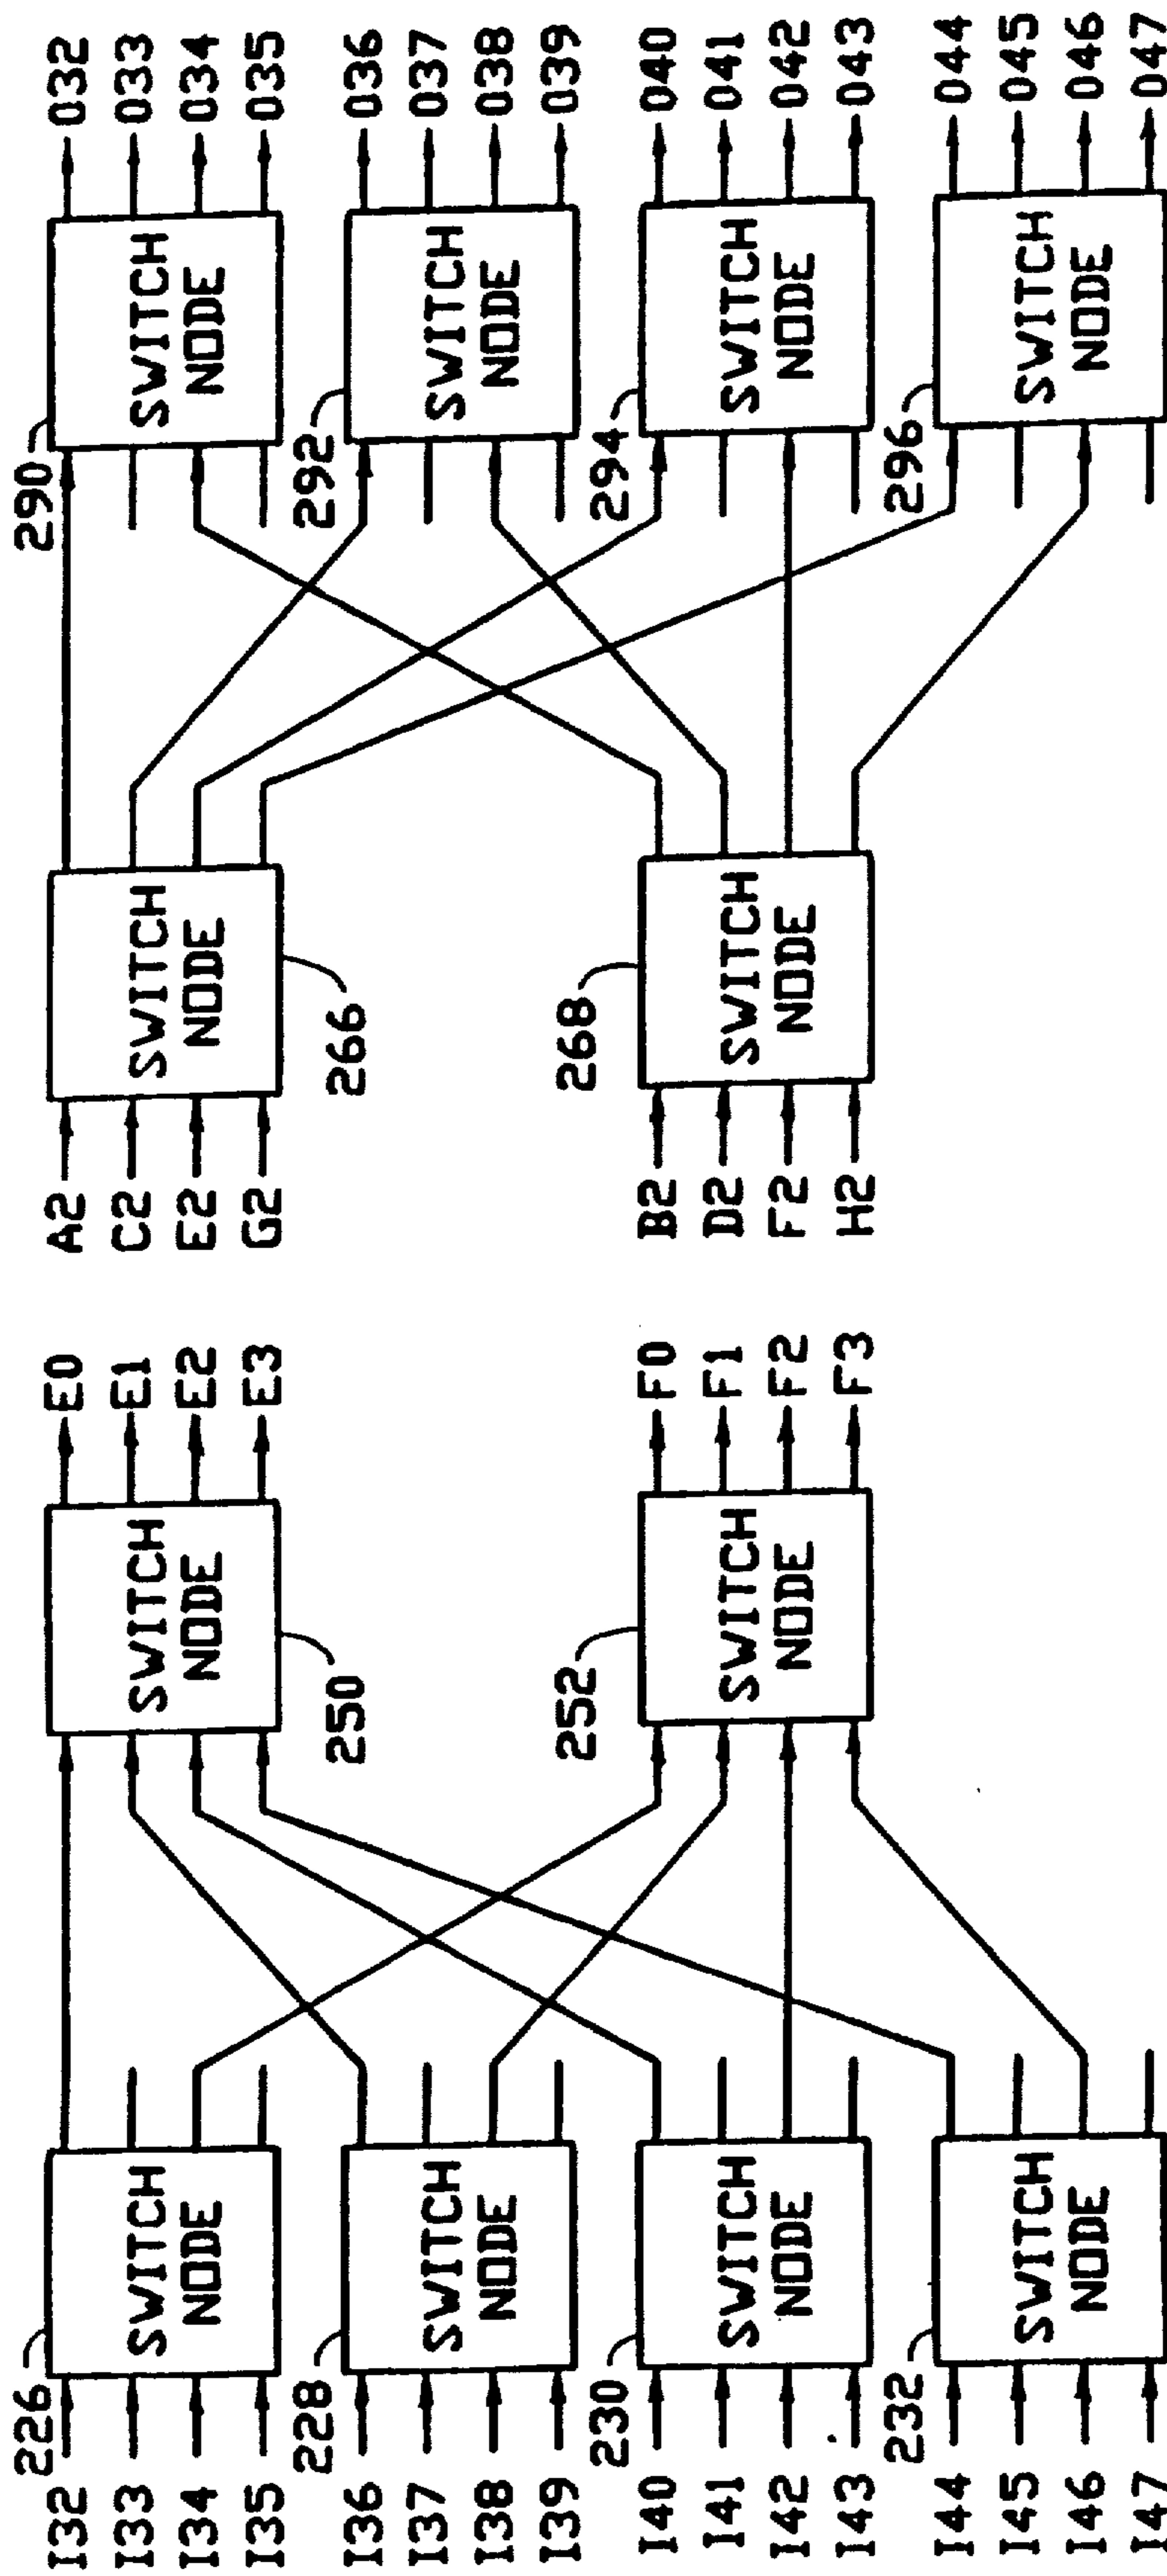 226
I32
I33
I34
I35
SWITCH
NODE
228
I36
I37
I38
I39
SWITCH
NODE
230
I40
I41
I42
I43
SWITCH
NODE
232
I44
I45
I46
I47
SWITCH
NODE
SWITCH
NODE
250
E0
E1
E2
E3
252
SWITCH
NODE
F0
F1
F2
F3
A2
C2
E2
G2
SWITCH
NODE
266
268
B2
D2
F2
H2
SWITCH
NODE
290
SWITCH
NODE
O32
O33
O34
O35
292
SWITCH
NODE
O36
O37
O38
O39
294
SWITCH
NODE
O40
O41
O42
O43
296
SWITCH
NODE
O44
O45
O46
O47